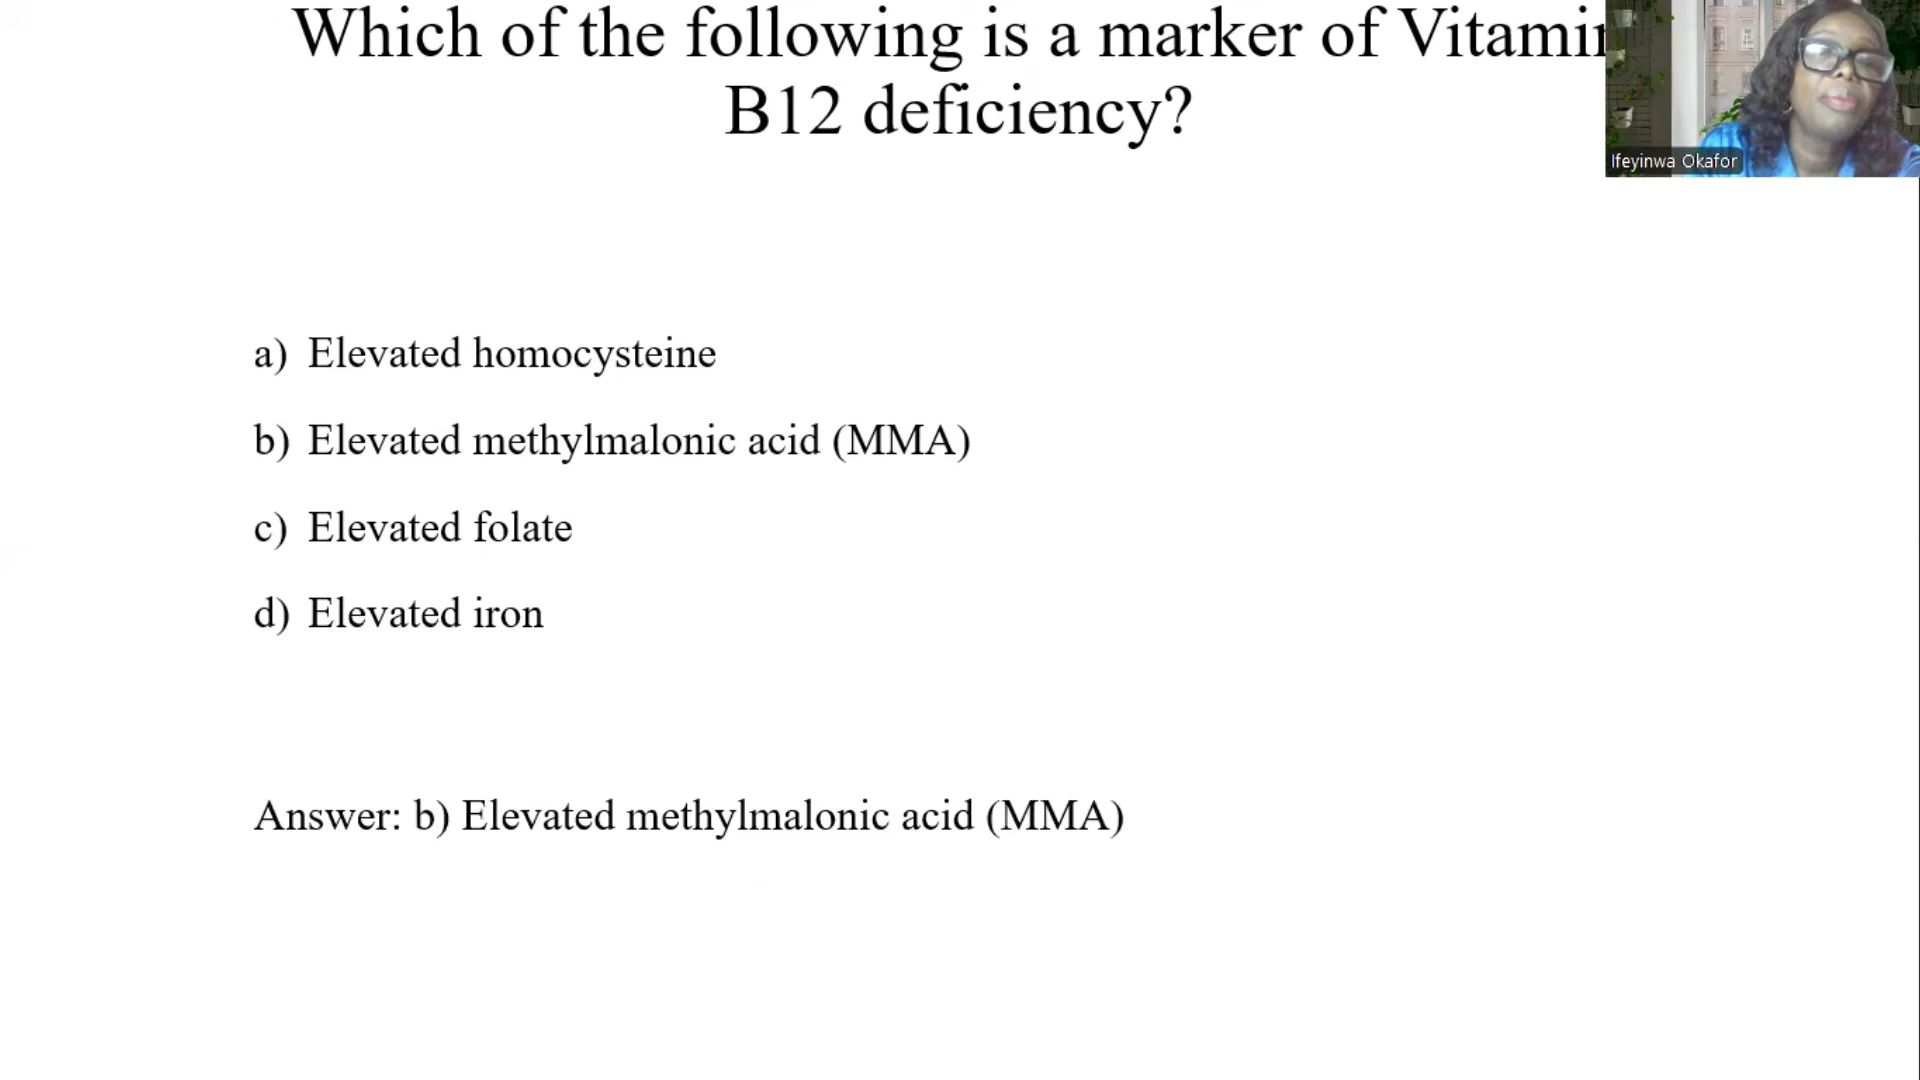 Which of the following is a marker of Vitamin
B12 deficiency?
Ifeyinwa Okafor
a) Elevated homocysteine
b) Elevated methylmalonic acid (MMA)
c) Elevated folate
d) Elevated iron
Answer: b) Elevated methylmalonic acid (MMA)